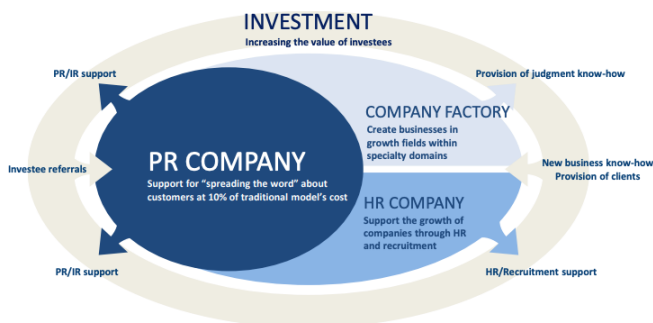 INVESTMENT
Increasing the value of investees
PR/IR support
Provision of judgment know-how
COMPANY FACTORY
Create businesses in
growth fields within
specialty domains
PR COMPANY
Support for “spreading the word” about
customers at 10% of traditional model’s cost
Investee referrals
New business know-how
Provision of clients
HR COMPANY
Support the growth of
companies through HR
and recruitment
PR/IR support
HR/Recruitment support